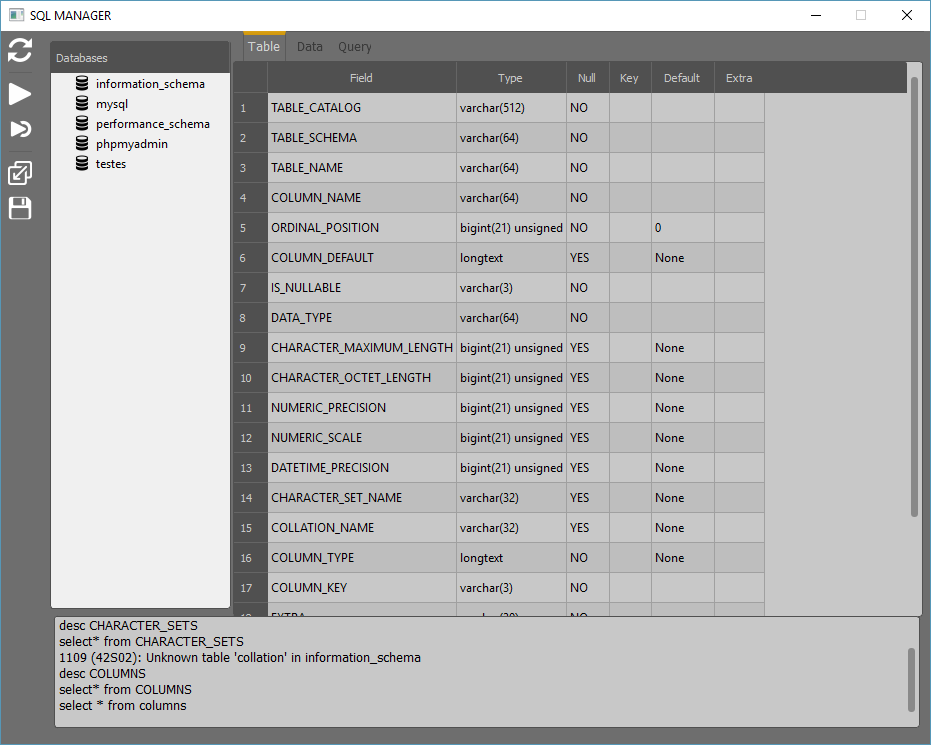 SQL MANAGER
Databases
information_schema
mysql
performance_schema
phpmyadmin
testes
Table Data Query
Field Type Null Key Default Extra
1 TABLE_CATALOG varchar(512) NO
2 TABLE_SCHEMA varchar(64) NO
3 TABLE_NAME varchar(64) NO
4 COLUMN_NAME varchar(64) NO
5 ORDINAL_POSITION bigint(21) unsigned NO 0
6 COLUMN_DEFAULT longtext YES None
7 IS_NULLABLE varchar(3) NO
8 DATA_TYPE varchar(64) NO
9 CHARACTER_MAXIMUM_LENGTH bigint(21) unsigned YES None
10 CHARACTER_OCTET_LENGTH bigint(21) unsigned YES None
11 NUMERIC_PRECISION bigint(21) unsigned YES None
12 NUMERIC_SCALE bigint(21) unsigned YES None
13 DATETIME_PRECISION bigint(21) unsigned YES None
14 CHARACTER_SET_NAME varchar(32) YES None
15 COLLATION_NAME varchar(32) YES None
16 COLUMN_TYPE longtext NO None
17 COLUMN_KEY varchar(3) NO
desc CHARACTER_SETS
select* from CHARACTER_SETS
1109 (42S02): Unknown table 'collation' in information_schema
desc COLUMNS
select* from COLUMNS
select * from columns